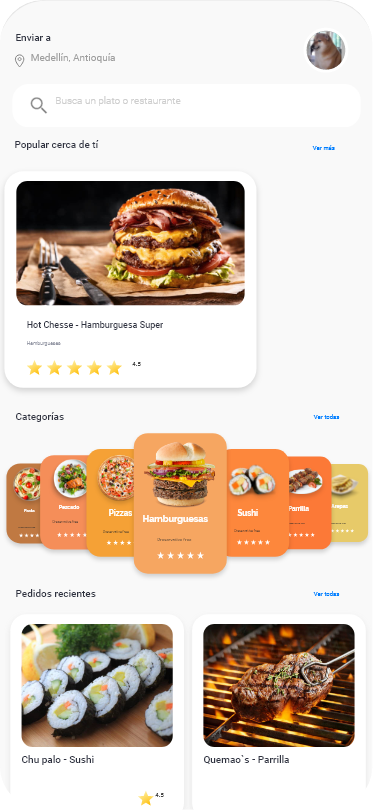 Enviar a
Medellín, Antioquía
Busca un plato o restaurante
Popular cerca de tí
Ver más
Hot Chesse - Hamburguesa Super
Hamburguesas
4.5
Categorías
Ver todas
Pasta
Pescado
Pizzas
Hamburguesas
Sushi
Parrilla
Arepas
Pedidos recientes
Ver todas
Chu palo - Sushi
4.5
Quemao`s - Parrilla